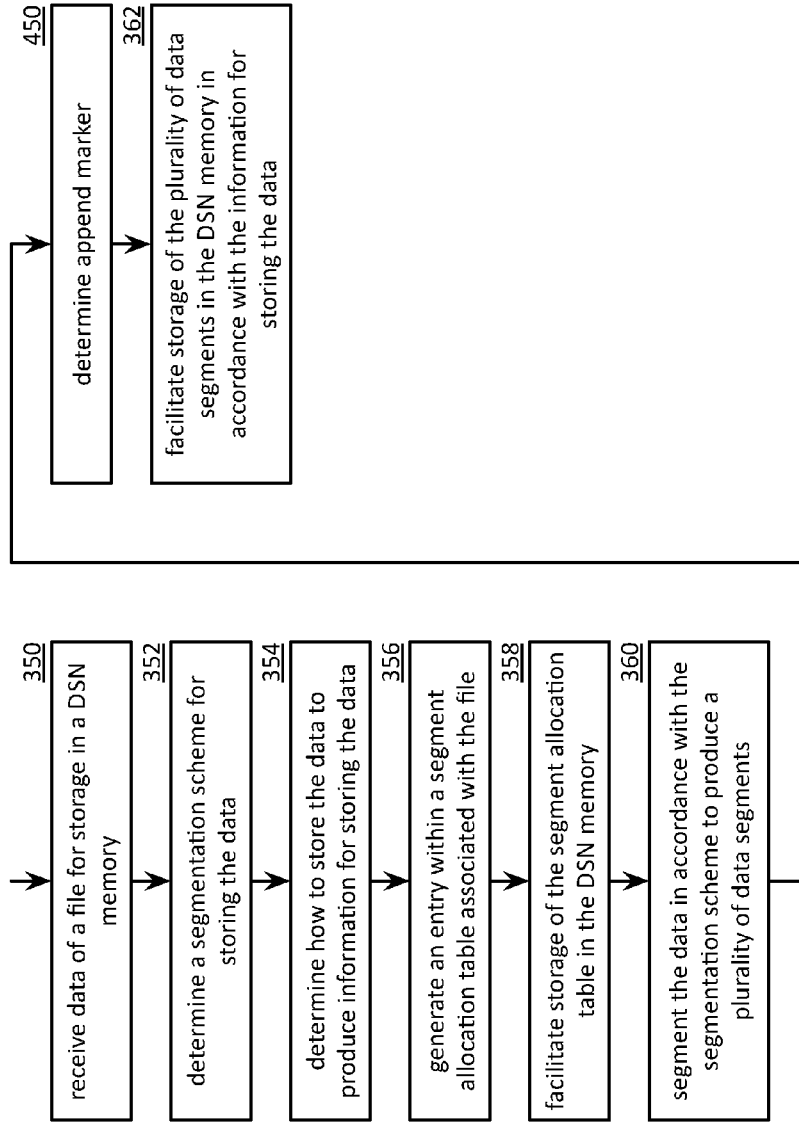 350
receive data of a file for storage in a DSN
memory
352
determine a segmentation scheme for
storing the data
354
determine how to store the data to
produce information for storing the data
356
generate an entry within a segment
allocation table associated with the file
358
facilitate storage of the segment allocation
table in the DSN memory
360
segment the data in accordance with the
segmentation scheme to produce a
plurality of data segments
450
determine append marker
362
facilitate storage of the plurality of data
segments in the DSN memory in
accordance with the information for
storing the data